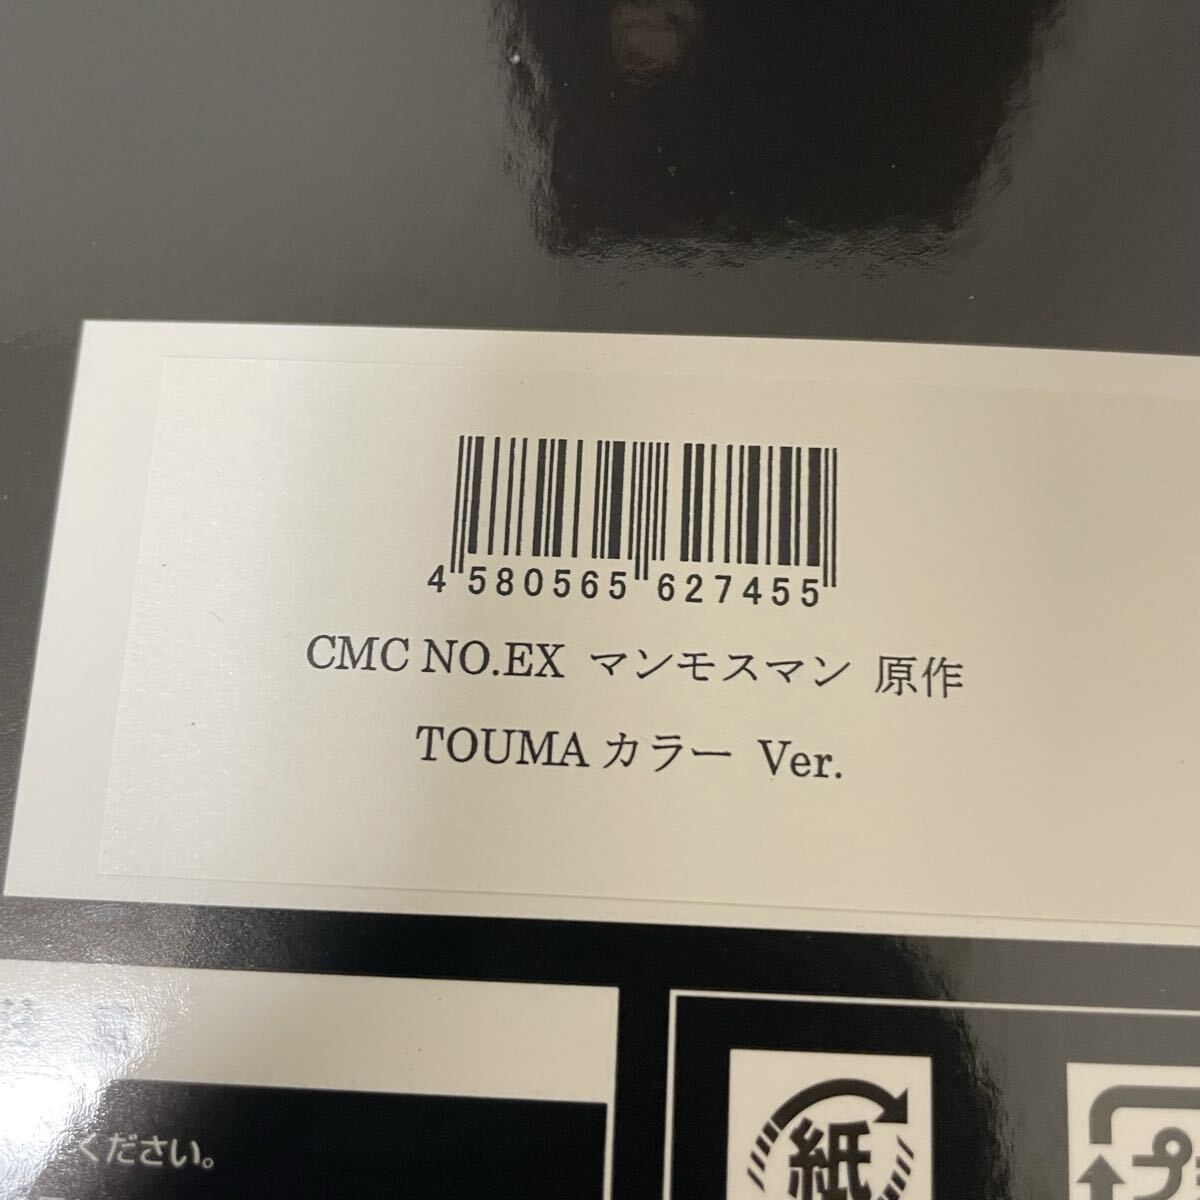 4 580565 627455
CMC NO.EX マンモスマン 原作
TOUMA カラー Ver.
ください。
紙
プ